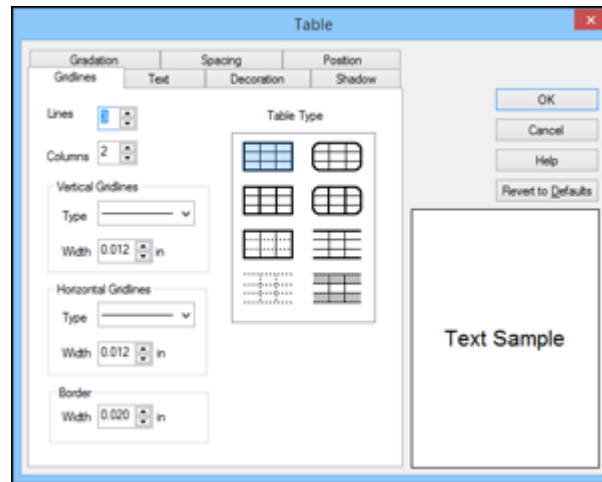 Table
Gradation Spacing Position
Gridlines Text Decoration Shadow
Lines
Table Type
Columns 2
Vertical Gridlines
Type
Width 0.012 in
Horizontal Gridlines
Type
Width 0.012 in
Border
Width 0.020 in
OK
Cancel
Help
Revert to Defaults
Text Sample